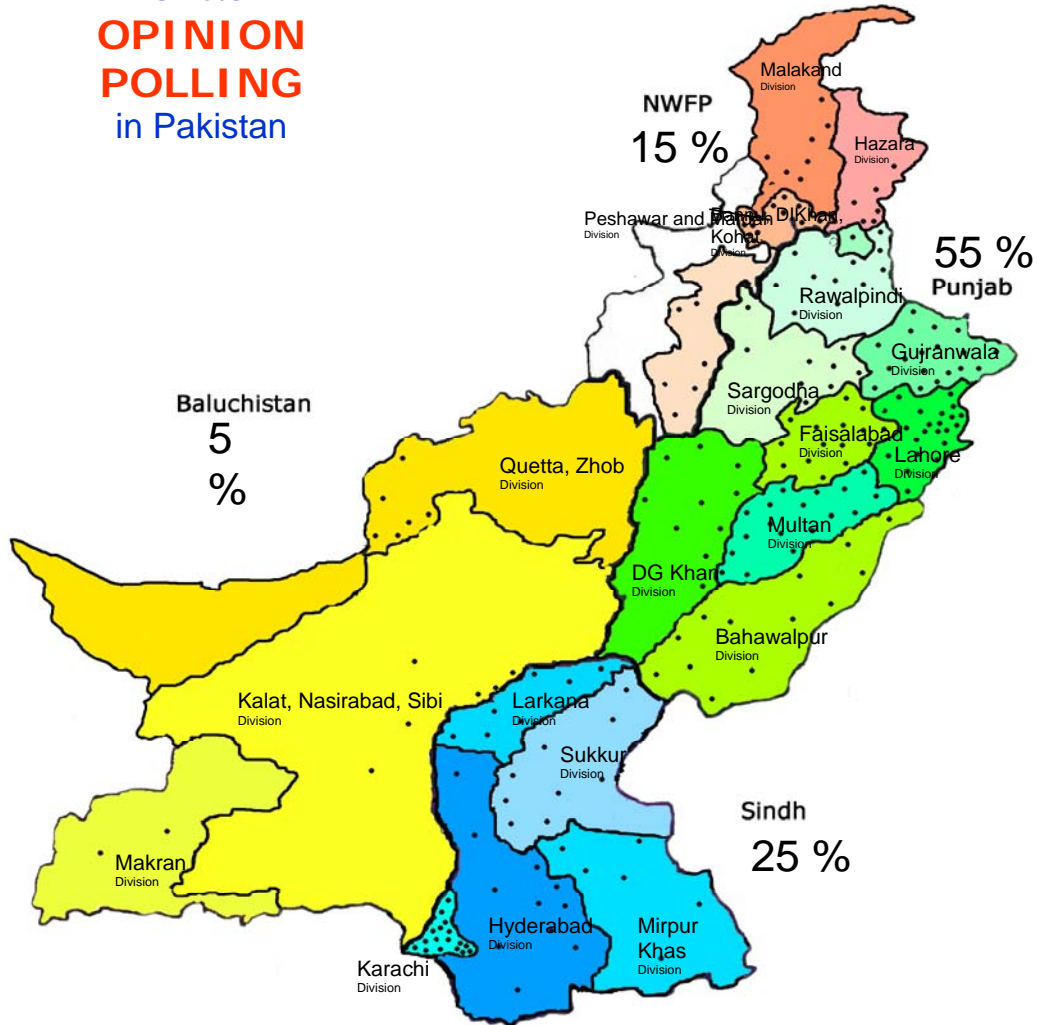 OPINION
POLLING
in Pakistan
Malakand
Division
NWFP
15 %
Hazara
Division
Peshawar and
Division
DIKhan,
Kohat
Division
55 %
Punjab
Rawalpindi
Division
Gujranwala
Division
Sargodha
Division
Baluchistan
5
%
Faisalabad
Division
Lahore
Division
Quetta, Zhob
Division
Multan
Division
DG Khan
Division
Bahawalpur
Division
Kalat, Nasirabad, Sibi
Division
Larkana
Division
Sukkur
Division
Sindh
25 %
Makran
Division
Hyderabad
Division
Mirpur
Khas
Division
Karachi
Division